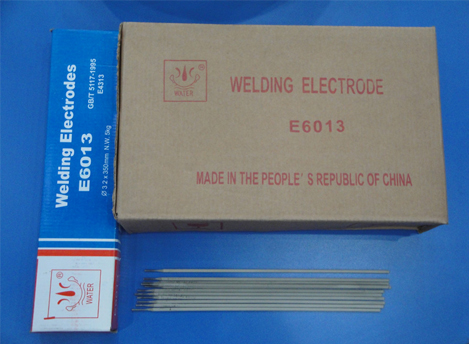 Welding Electrodes
GB/T 5117-1995
E6013
E4313
Ø 3.2 x 350mm N.W. 5kg
®
WATER
®
WATER
WELDING ELECTRODE
E6013
MADE IN THE PEOPLE' S REPUBLIC OF CHINA